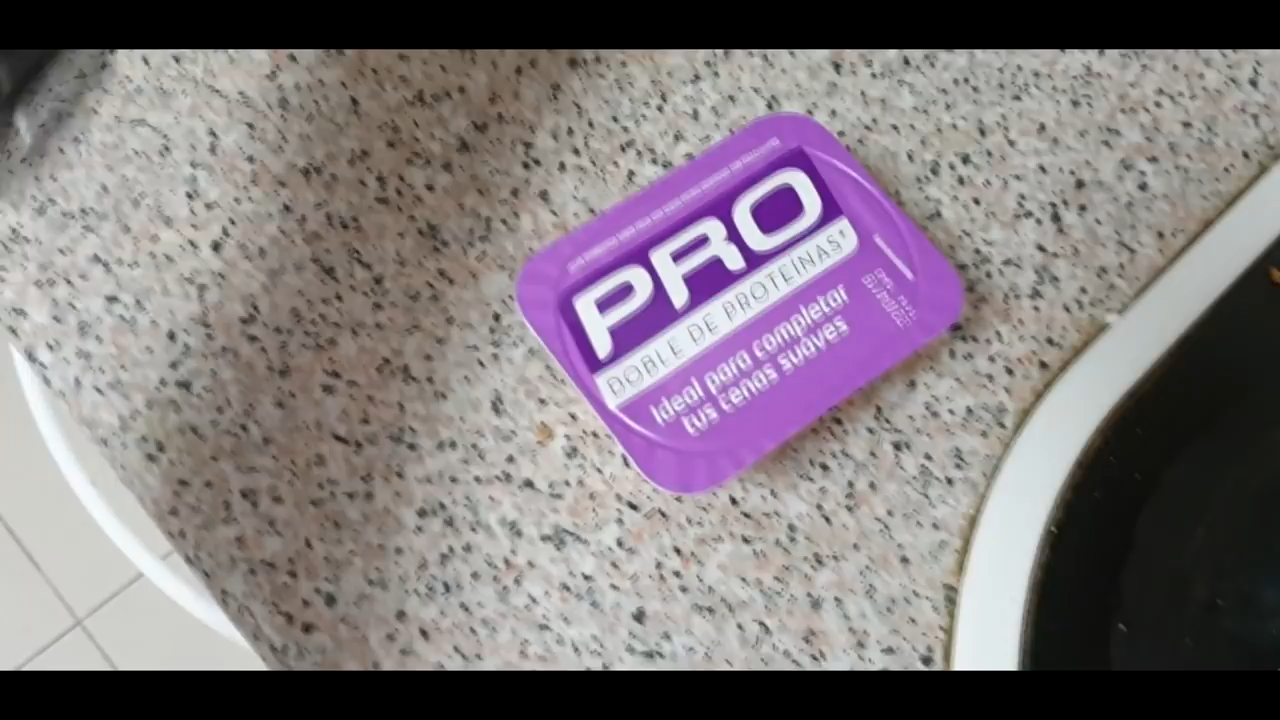 PRO
DOBLE DE PROTEÍNAS*
Ideal para completar
tus cenas suaves